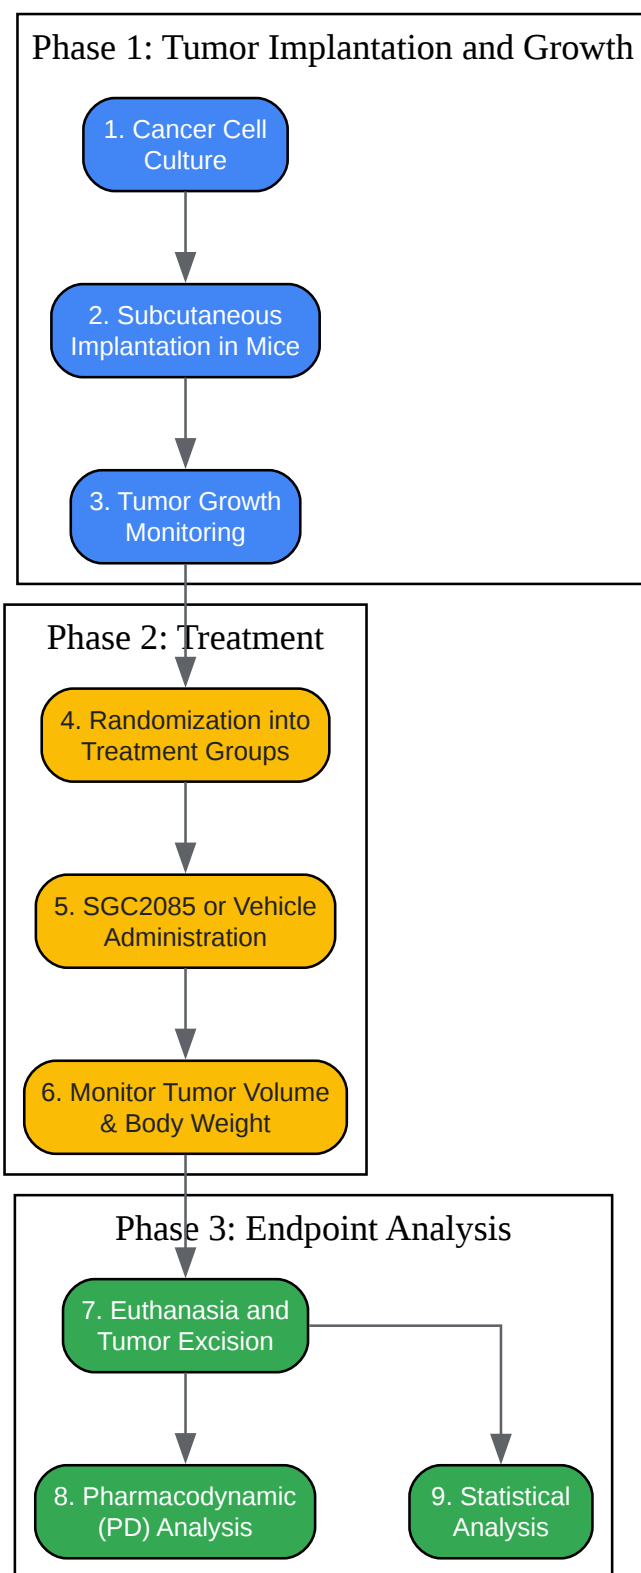 Phase 1: Tumor Implantation and Growth
1. Cancer Cell
Culture
2. Subcutaneous
Implantation in Mice
3. Tumor Growth
Monitoring
Phase 2: Treatment
4. Randomization into
Treatment Groups
5. SGC2085 or Vehicle
Administration
6. Monitor Tumor Volume
& Body Weight
Phase 3: Endpoint Analysis
7. Euthanasia and
Tumor Excision
8. Pharmacodynamic
(PD) Analysis
9. Statistical
Analysis